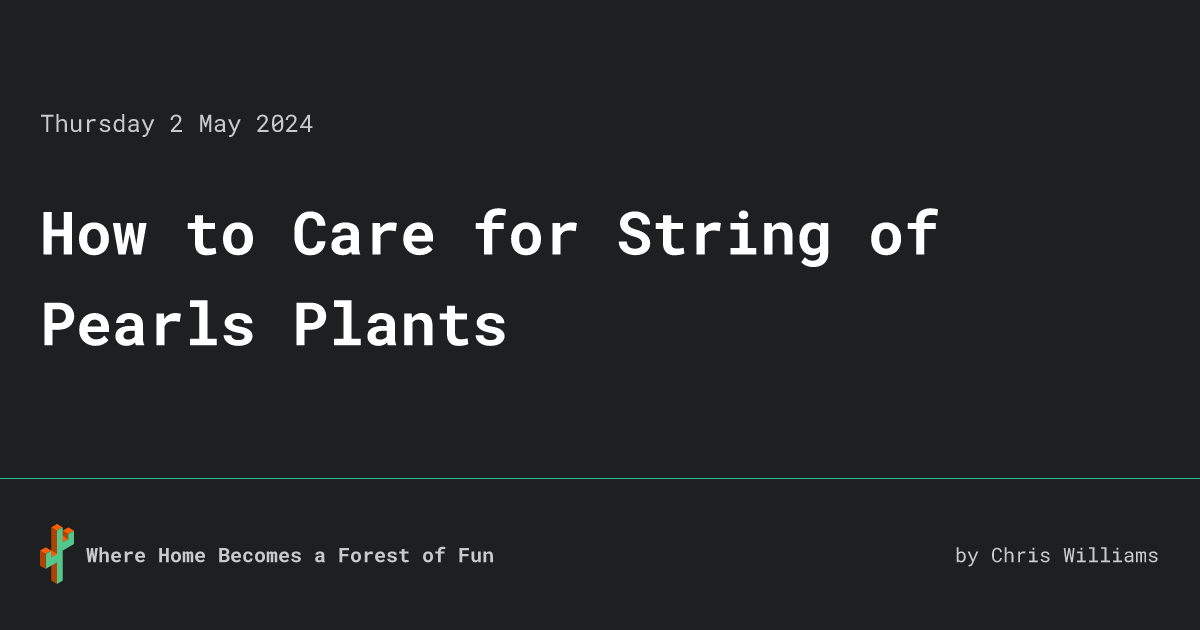 Thursday 2 May 2024
How to Care for String of
Pearls Plants
Where Home Becomes a Forest of Fun
by Chris Williams